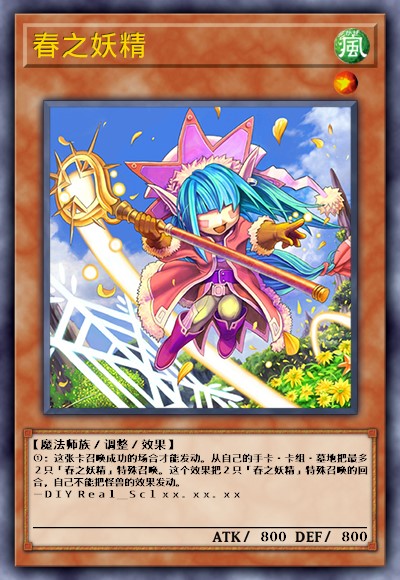 春之妖精
風
【魔法师族／调整／效果】
①：这张卡召唤成功的场合才能发动。从自己的手卡·卡组·墓地把最多
２只「春之妖精」特殊召唤。这个效果把２只「春之妖精」特殊召唤的回
合，自己不能把怪兽的效果发动。
－ＤＩＹＲｅａｌ＿Ｓｃｌ ｘｘ．ｘｘ．ｘｘ
ATK/ 800 DEF/ 800